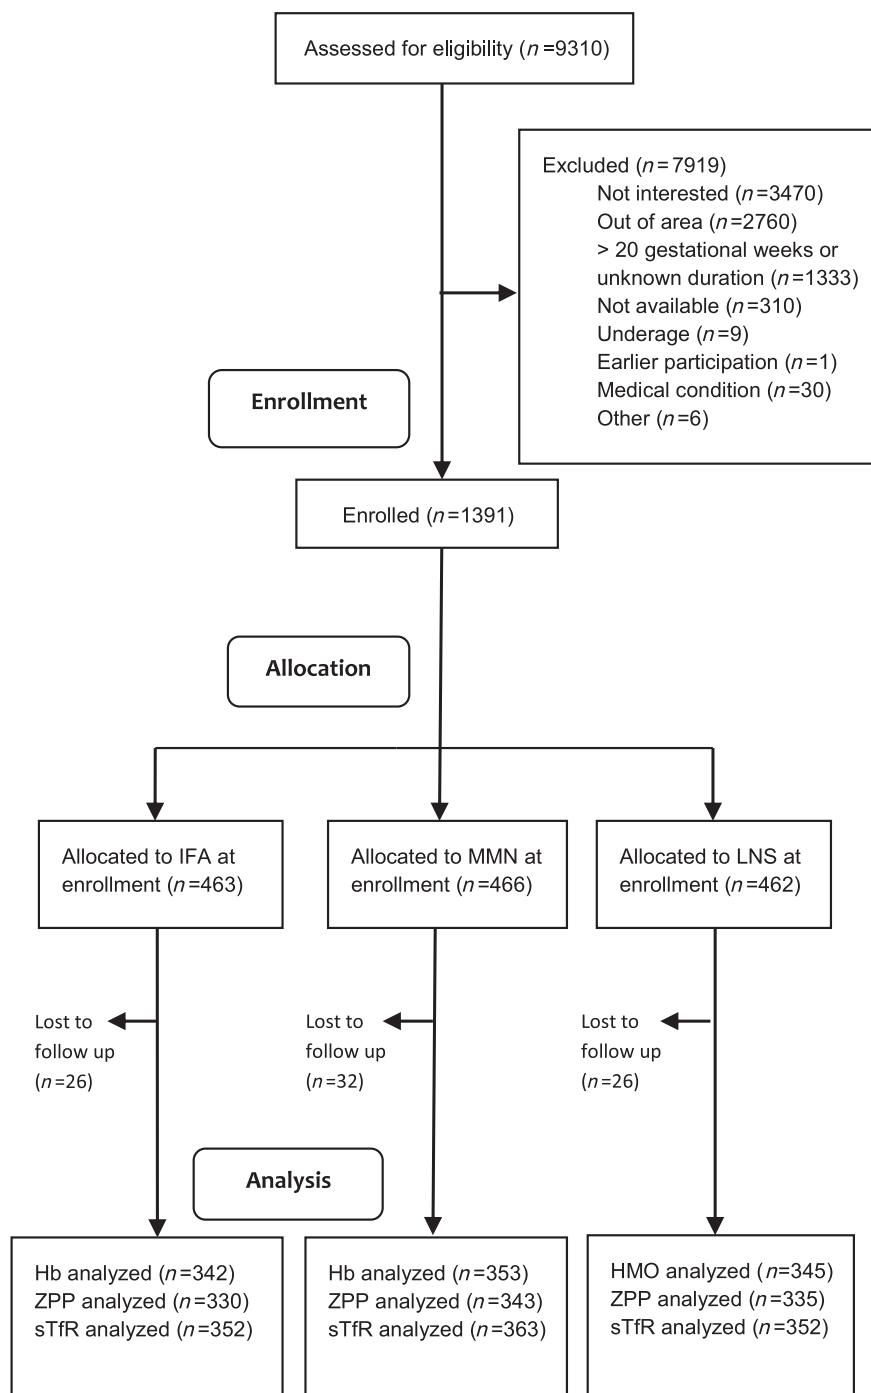 Assessed for eligibility (n=9310)
Excluded (n=7919)
Not interested (n=3470)
Out of area (n=2760)
> 20 gestational weeks or
unknown duration (n=1333)
Not available (n=310)
Underage (n=9)
Earlier participation (n=1)
Medical condition (n=30)
Other (n=6)
Enrollment
Enrolled (n=1391)
Allocation
Allocated to IFA at
enrollment (n=463)
Allocated to MMN at
enrollment (n=466)
Allocated to LNS at
enrollment (n=462)
Lost to
follow up
(n=26)
Lost to
follow up
(n=32)
Lost to
follow up
(n=26)
Analysis
Hb analyzed (n=342)
ZPP analyzed (n=330)
sTfR analyzed (n=352)
Hb analyzed (n=353)
ZPP analyzed (n=343)
sTfR analyzed (n=363)
HMO analyzed (n=345)
ZPP analyzed (n=335)
sTfR analyzed (n=352)